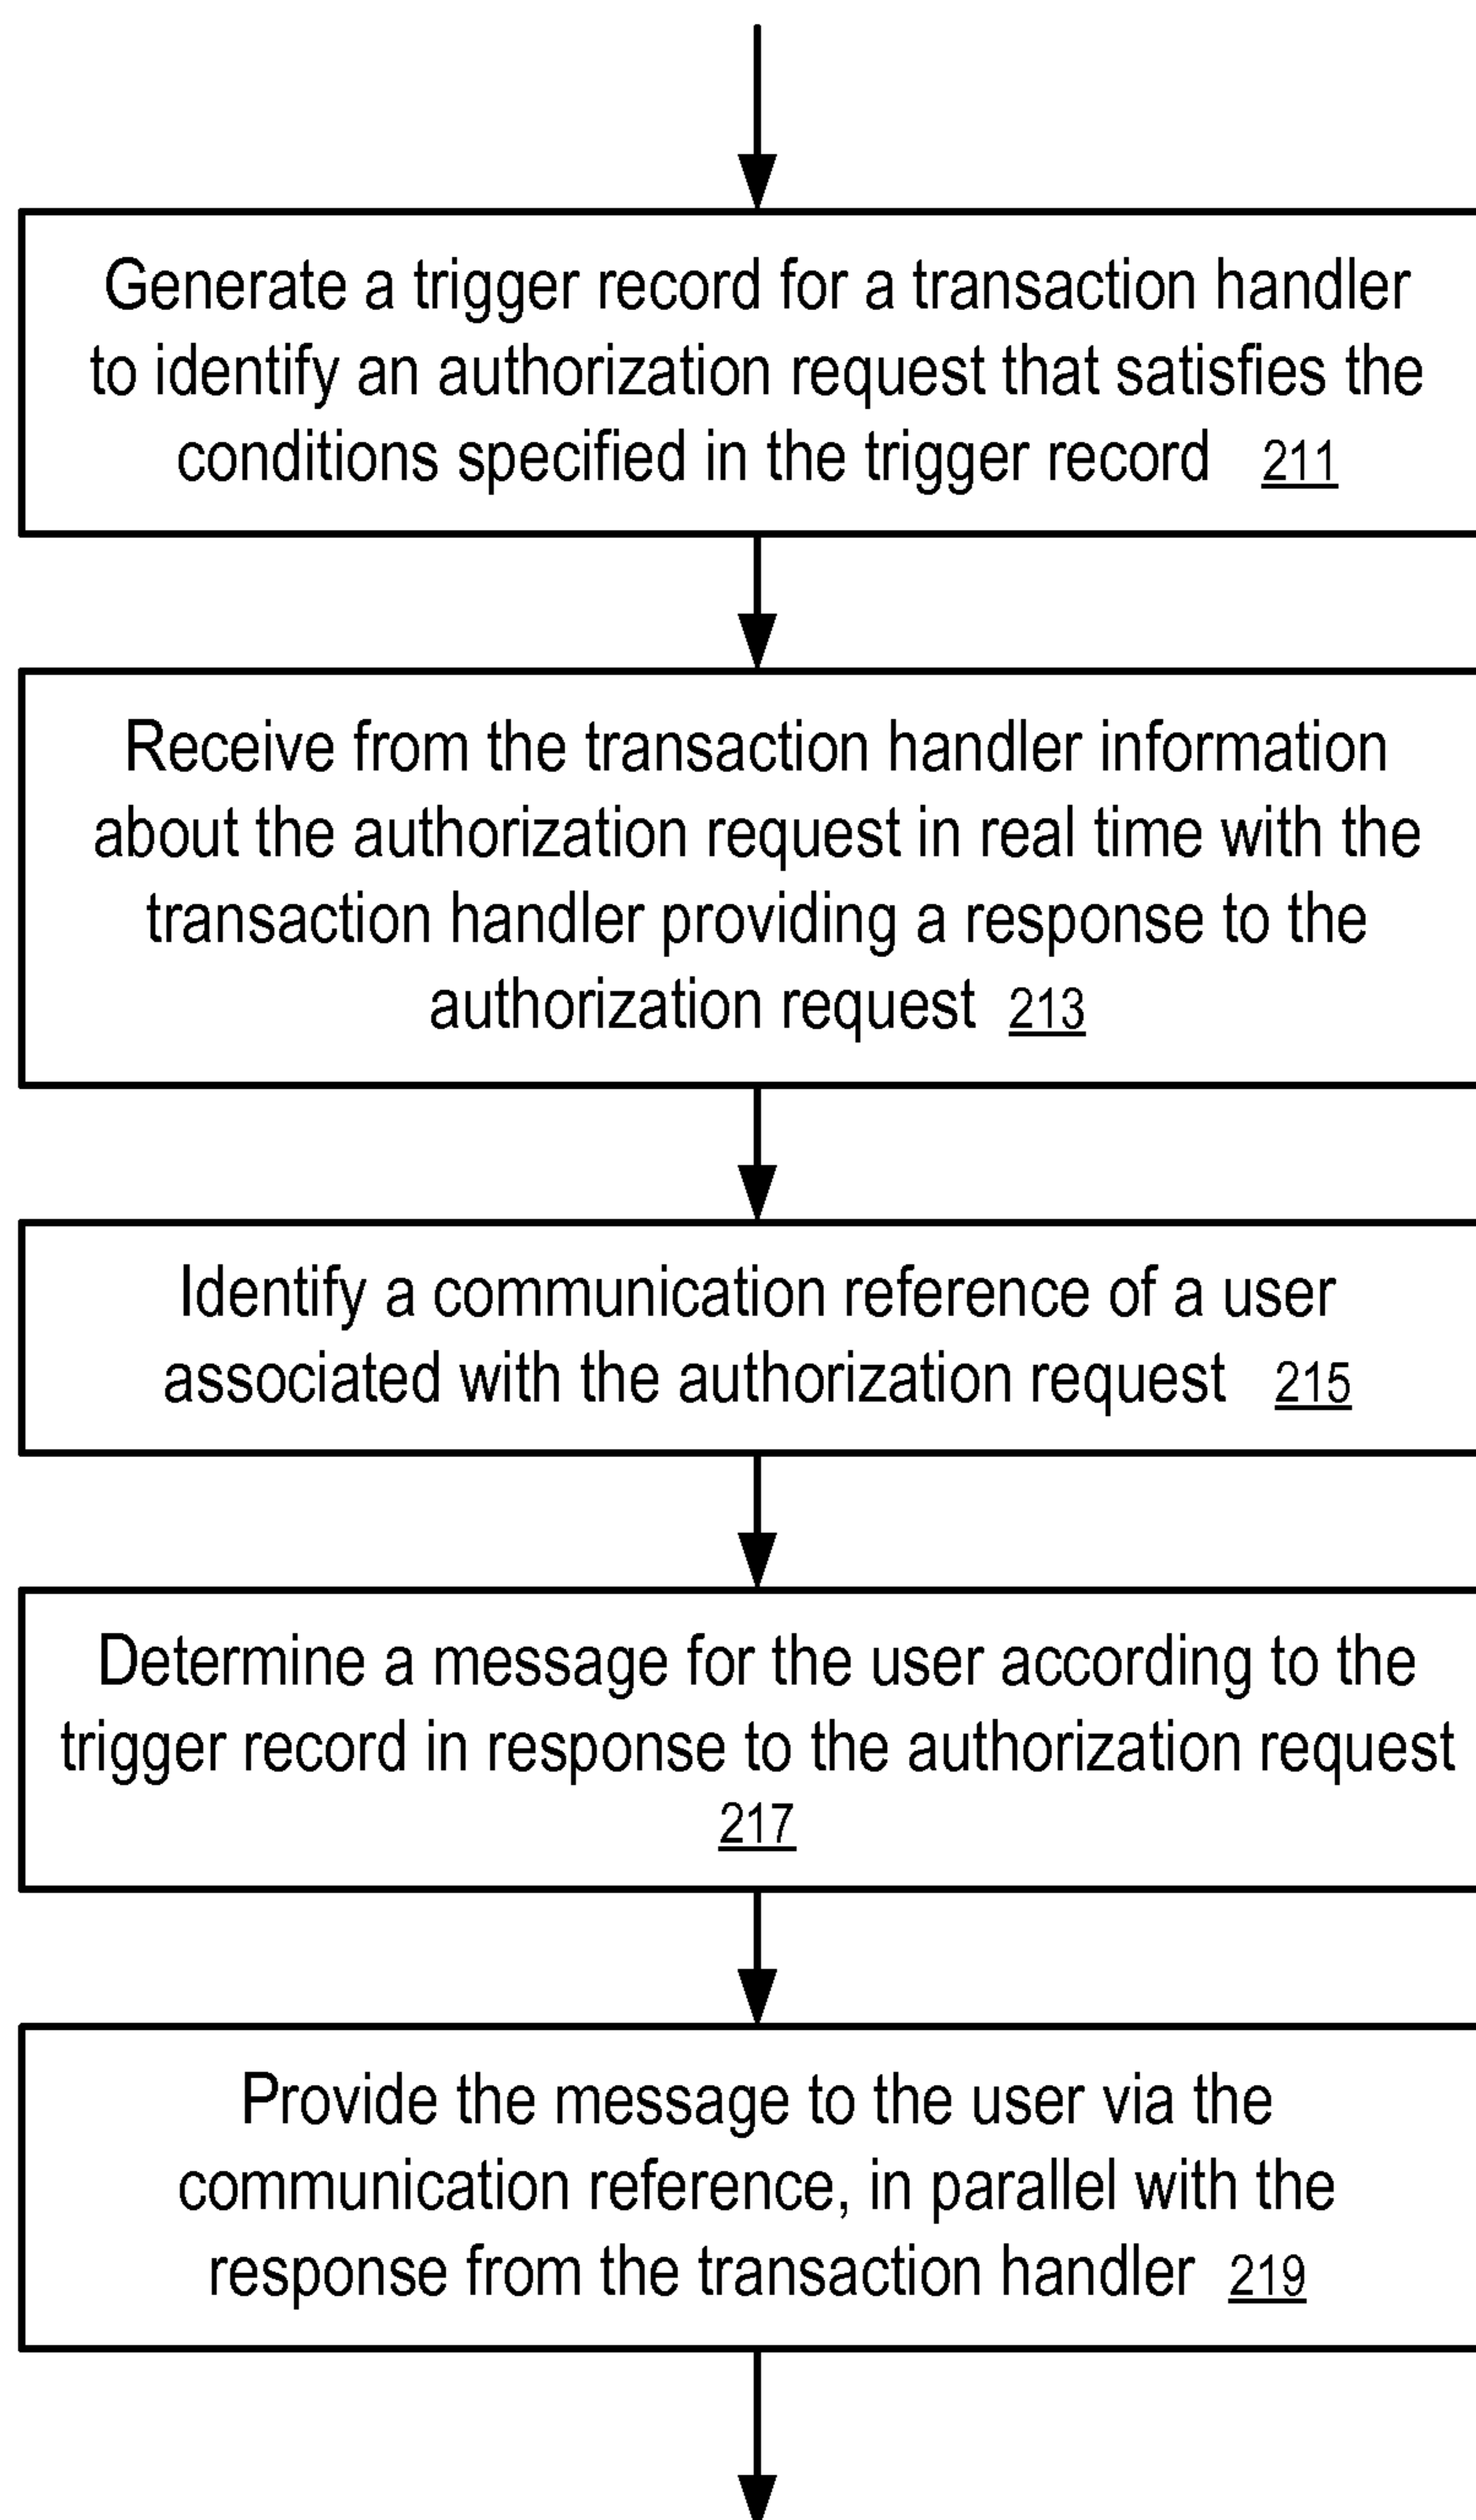 Generate a trigger record for a transaction handler
to identify an authorization request that satisfies the
conditions specified in the trigger record 211
Receive from the transaction handler information
about the authorization request in real time with the
transaction handler providing a response to the
authorization request 213
Identify a communication reference of a user
associated with the authorization request 215
Determine a message for the user according to the
trigger record in response to the authorization request
217
Provide the message to the user via the
communication reference, in parallel with the
response from the transaction handler 219